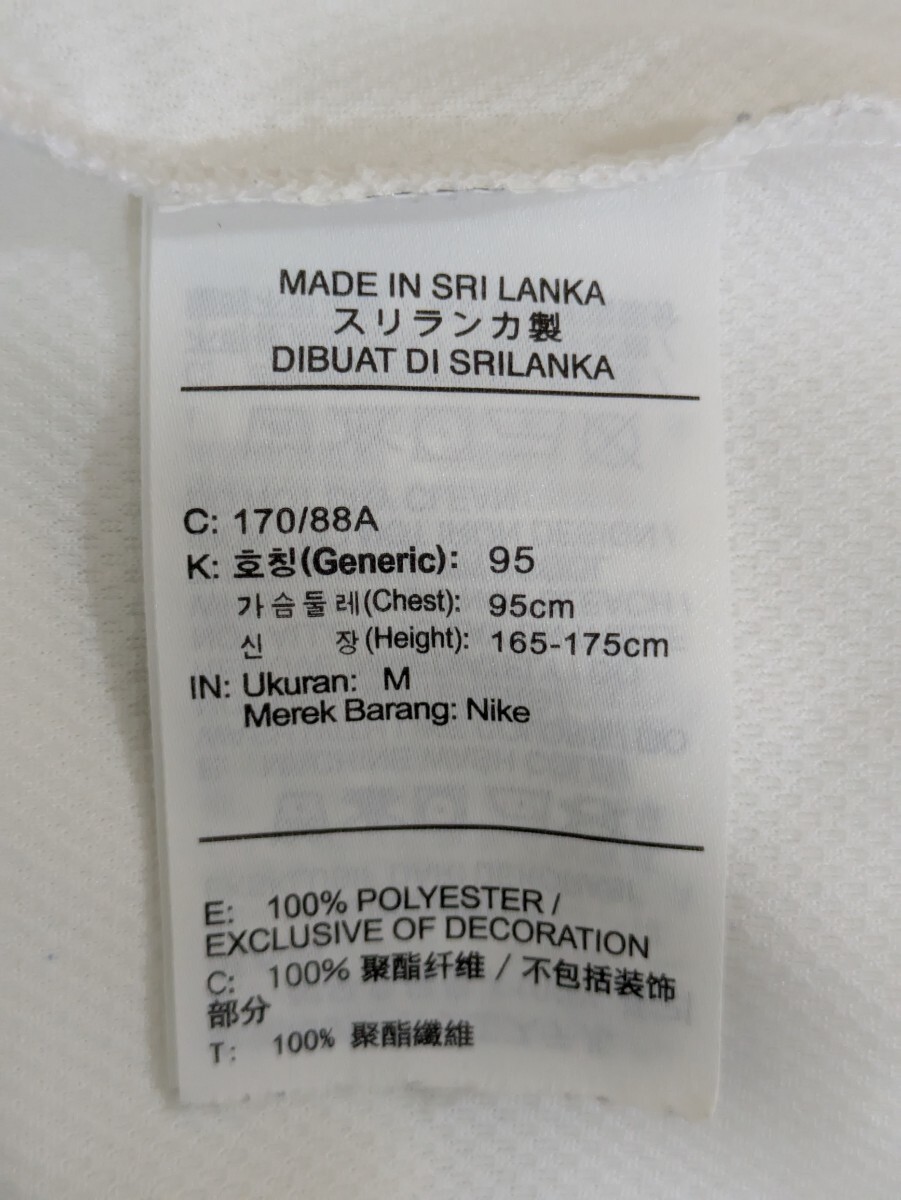 MADE IN SRI LANKA
スリランカ製
DIBUAT DI SRILANKA
C: 170/88A
K: 호칭(Generic): 95
가슴둘레(Chest): 95cm
신 장(Height): 165-175cm
IN: Ukuran: M
Merek Barang: Nike
E: 100% POLYESTER /
EXCLUSIVE OF DECORATION
C: 100% 聚酯纤维 / 不包括装饰
部分
T: 100% 聚酯纖維